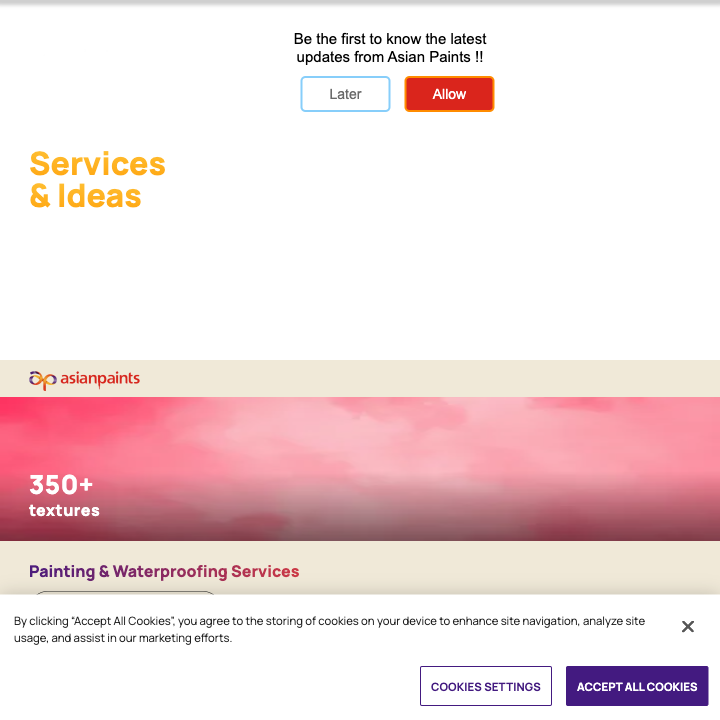 Be the first to know the latest
updates from Asian Paints !!
Later
Allow
Services
& Ideas
asianpaints
350+
textures
Painting & Waterproofing Services
By clicking “Accept All Cookies”, you agree to the storing of cookies on your device to enhance site navigation, analyze site
usage, and assist in our marketing efforts.
COOKIES SETTINGS
ACCEPT ALL COOKIES